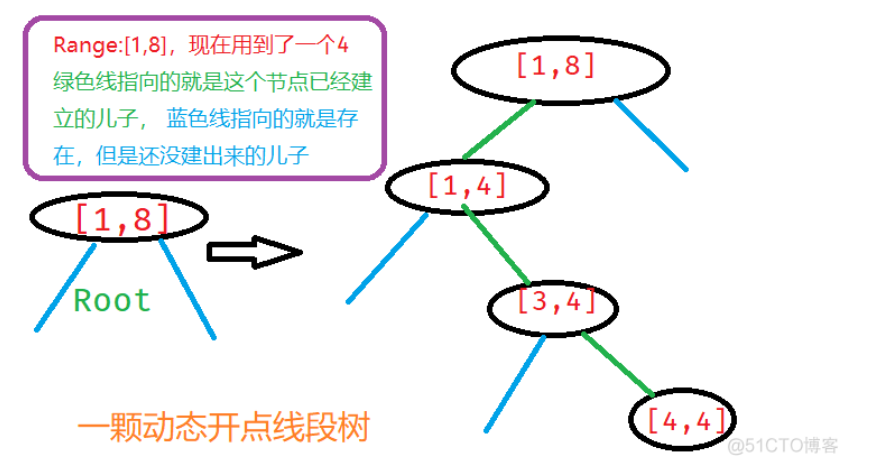 Range:[1,8]，现在用到了一个4
绿色线指向的就是这个节点已经建
立的儿子，蓝色线指向的就是存
在，但是还没建出来的儿子
[1,8]
Root
[1,8]
[1,4]
[3,4]
[4,4]
一颗动态开点线段树
@51CTO博客